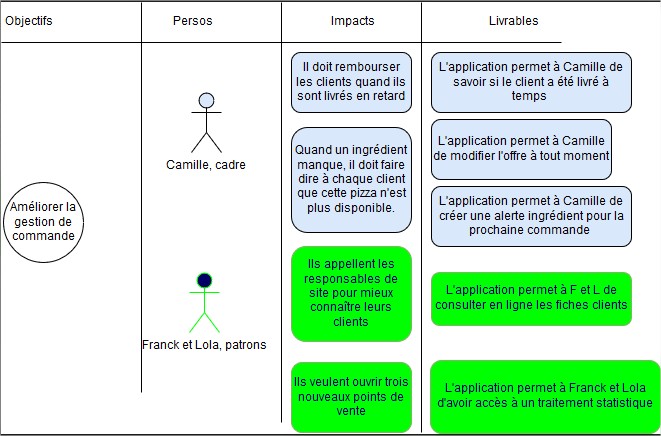 Objectifs
Persos
Impacts
Livrables
Améliorer la
gestion de
commande
Camille, cadre
Franck et Lola, patrons
Il doit rembourser
les clients quand ils
sont livrés en retard
Quand un ingrédient
manque, il doit faire
dire à chaque client
que cette pizza n'est
plus disponible.
Ils appellent les
responsables de
site pour mieux
connaître leurs
clients
Ils veulent ouvrir trois
nouveaux points de
vente
L'application permet à Camille de
savoir si le client a été livré à
temps
L'application permet à Camille
de modifier l'offre à tout moment
L'application permet à Camille de
créer une alerte ingrédient pour la
prochaine commande
L'application permet à F et L de
consulter en ligne les fiches clients
L'application permet à Franck et Lola
d'avoir accès à un traitement statistique